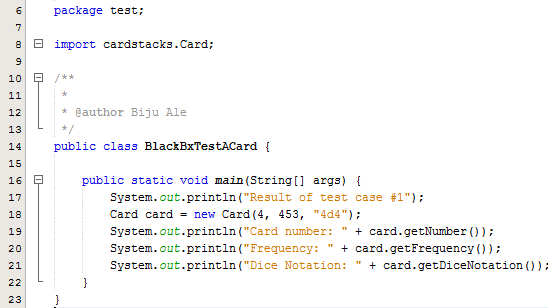 6 package test;
7
8 import cardstacks.Card;
9
10 /**
11 *
12 * @author Biju Ale
13 */
14 public class BlackBxTestACard {
15
16 public static void main(String[] args) {
17 System.out.println("Result of test case #1");
18 Card card = new Card(4, 453, "4d4");
19 System.out.println("Card number: " + card.getNumber());
20 System.out.println("Frequency: " + card.getFrequency());
21 System.out.println("Dice Notation: " + card.getDiceNotation());
22 }
23 }